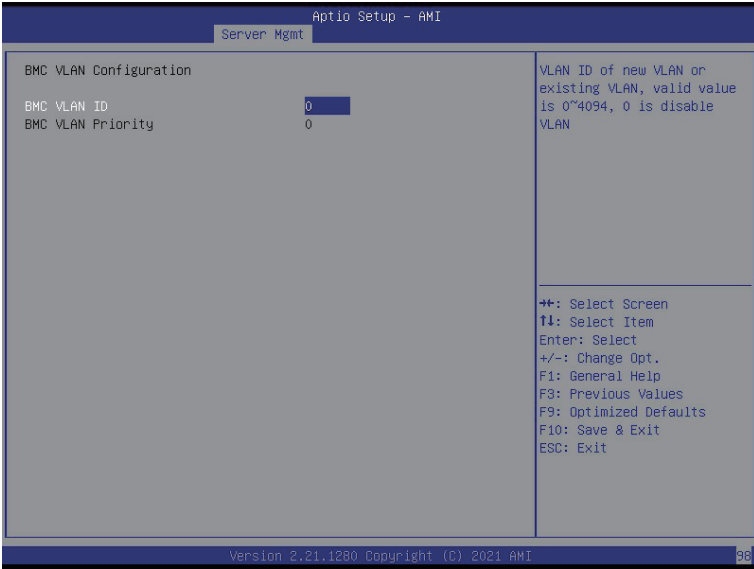 Aptio Setup – AMI
Server Mgmt
BMC VLAN Configuration
BMC VLAN ID 0
BMC VLAN Priority 0
VLAN ID of new VLAN or
existing VLAN, valid value
is 0~4094, 0 is disable
VLAN
→←: Select Screen
↑↓: Select Item
Enter: Select
+/-: Change Opt.
F1: General Help
F3: Previous Values
F9: Optimized Defaults
F10: Save & Exit
ESC: Exit
Version 2.21.1280 Copyright (C) 2021 AMI
98